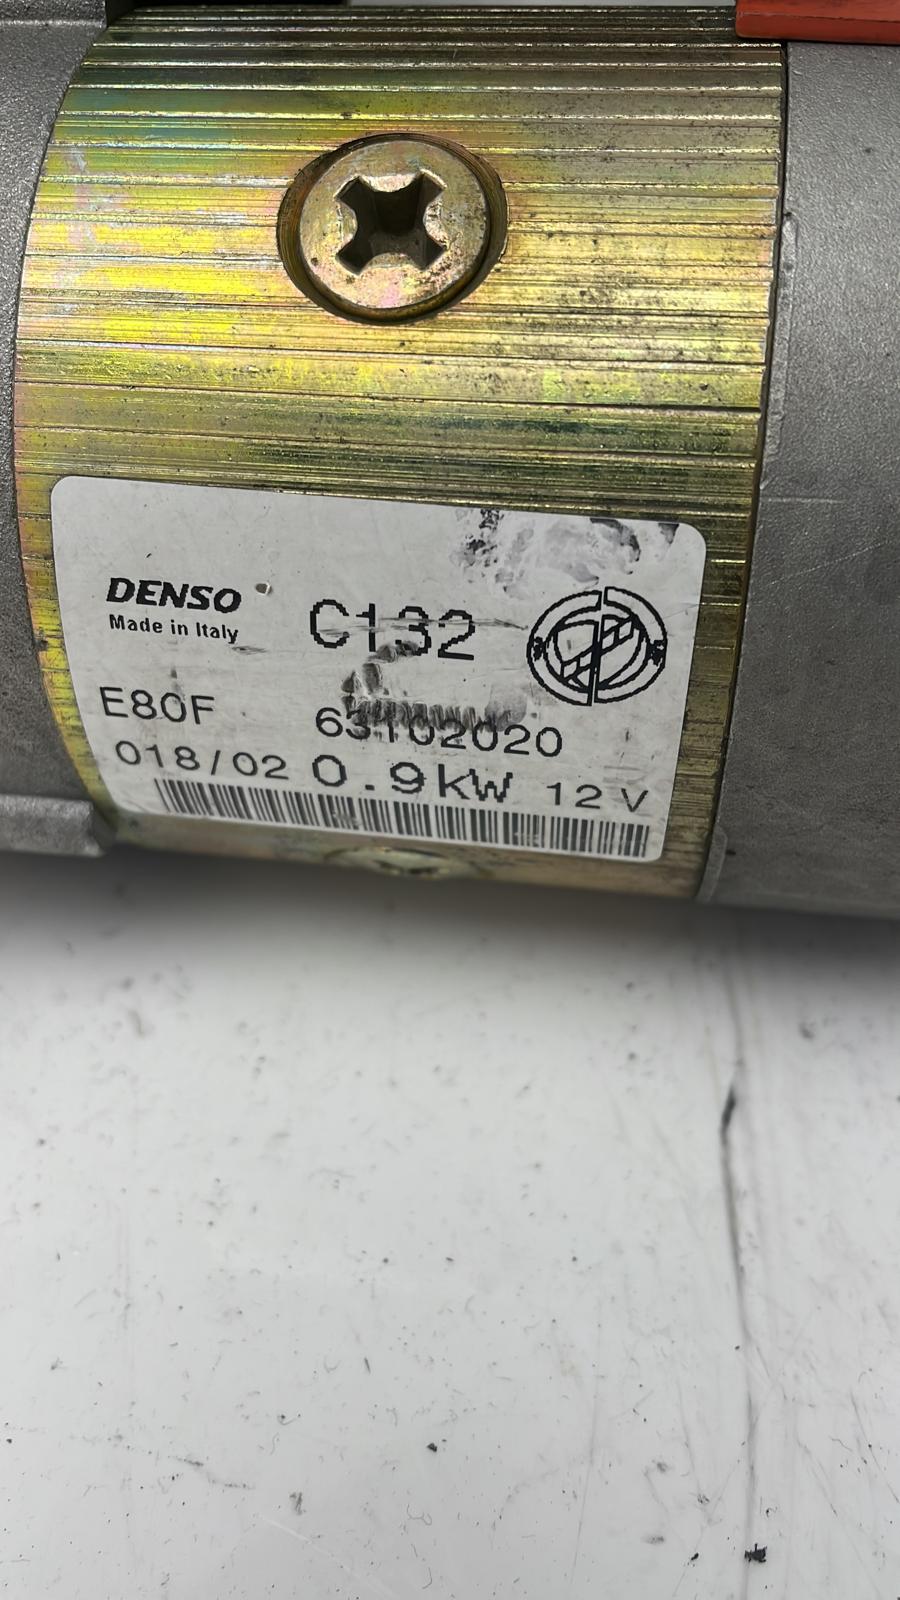 DENSO
Made in Italy
C132
E80F
63102020
018/02 0.9kW 12V